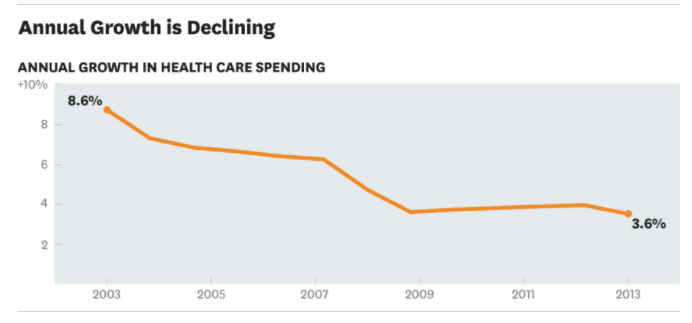 Annual Growth is Declining
ANNUAL GROWTH IN HEALTH CARE SPENDING
+10%
8.6%
8
6
4
3.6%
2
2003 2005 2007 2009 2011 2013